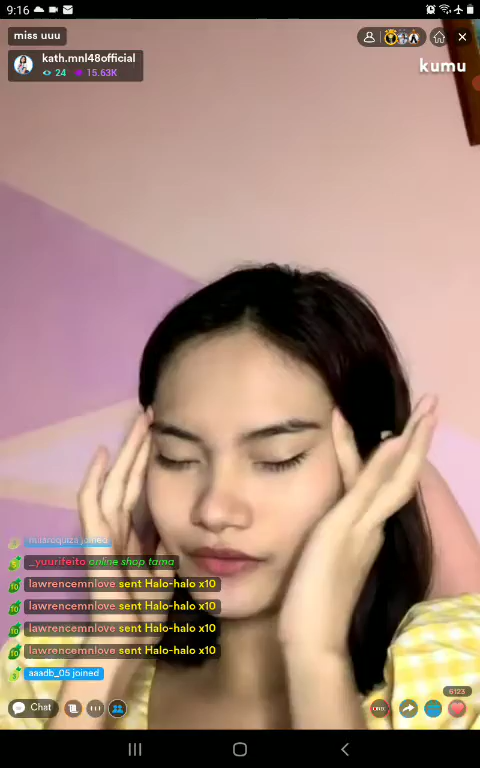 9:16
miss uuu
kath.mnl48official
24 15.63K
kumu
joined
_yuurifeito online shop tama
lawrencemnlove sent Halo-halo x10
lawrencemnlove sent Halo-halo x10
lawrencemnlove sent Halo-halo x10
lawrencemnlove sent Halo-halo x10
aaadb_05 joined
6123
Chat